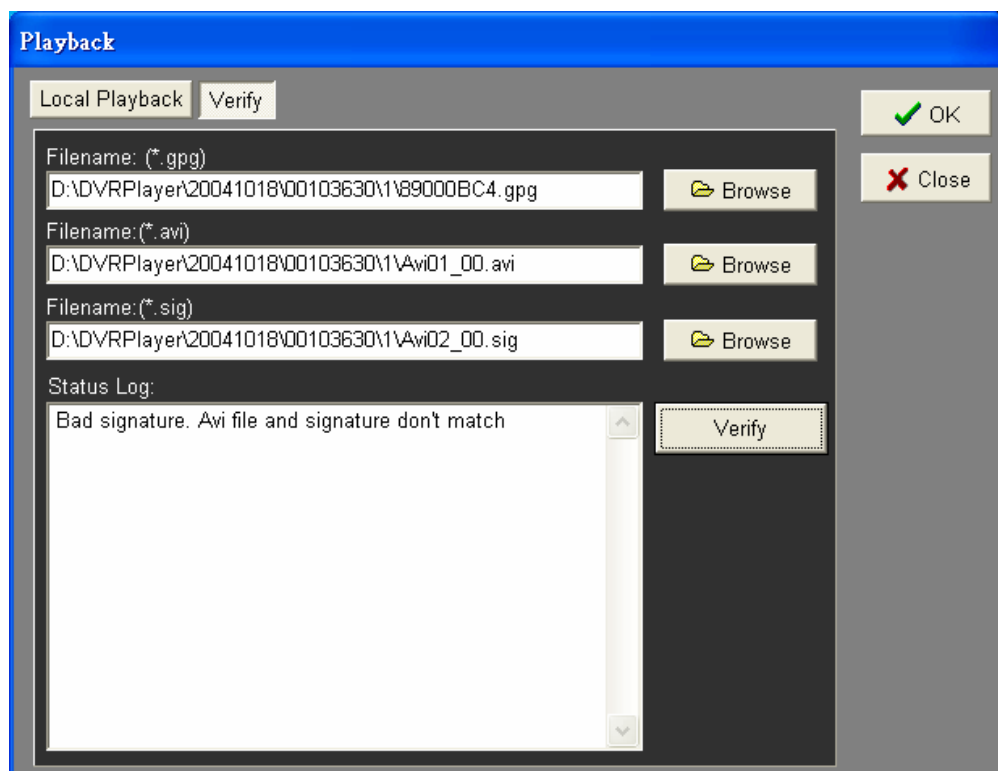 Playback
Local Playback Verify
OK
Close
Filename: (*.gpg)
D:\DVRPlayer\20041018\00103630\1\89000BC4.gpg
Browse
Filename:(*.avi)
D:\DVRPlayer\20041018\00103630\1\Avi01_00.avi
Browse
Filename:(*.sig)
D:\DVRPlayer\20041018\00103630\1\Avi02_00.sig
Browse
Status Log:
Bad signature. Avi file and signature don't match
Verify